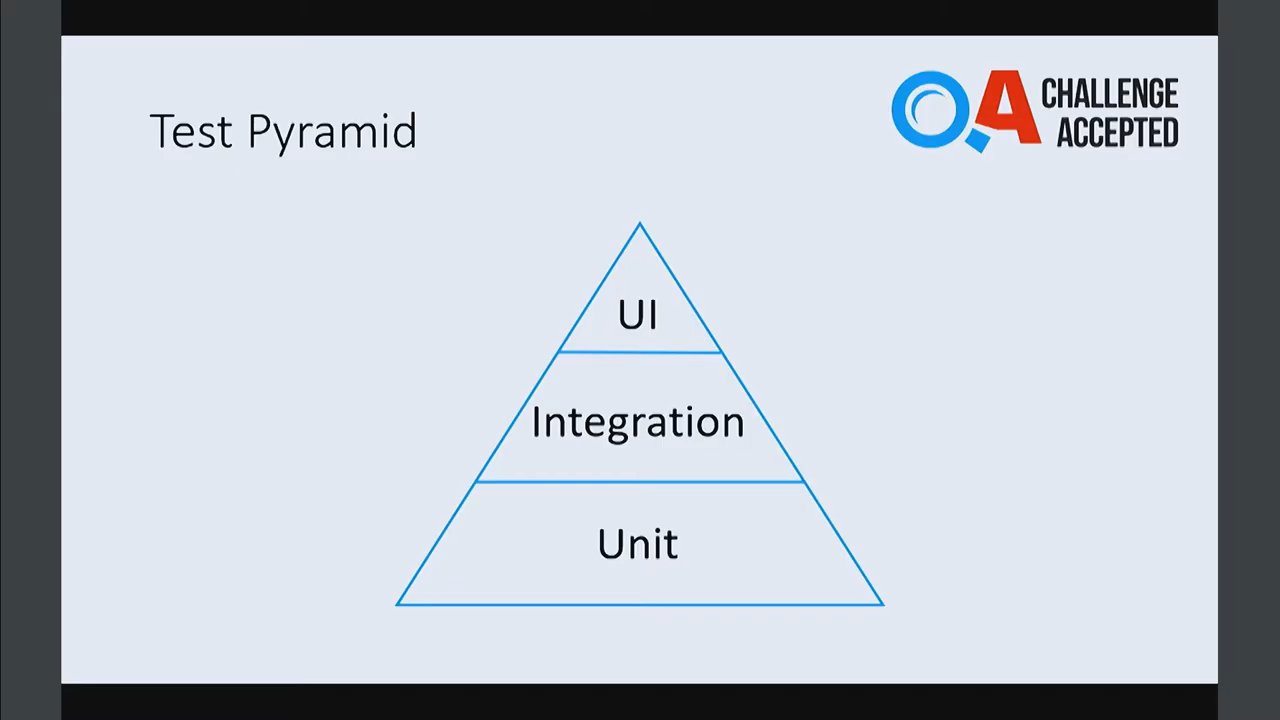 Test Pyramid
QA CHALLENGE
ACCEPTED
UI
Integration
Unit